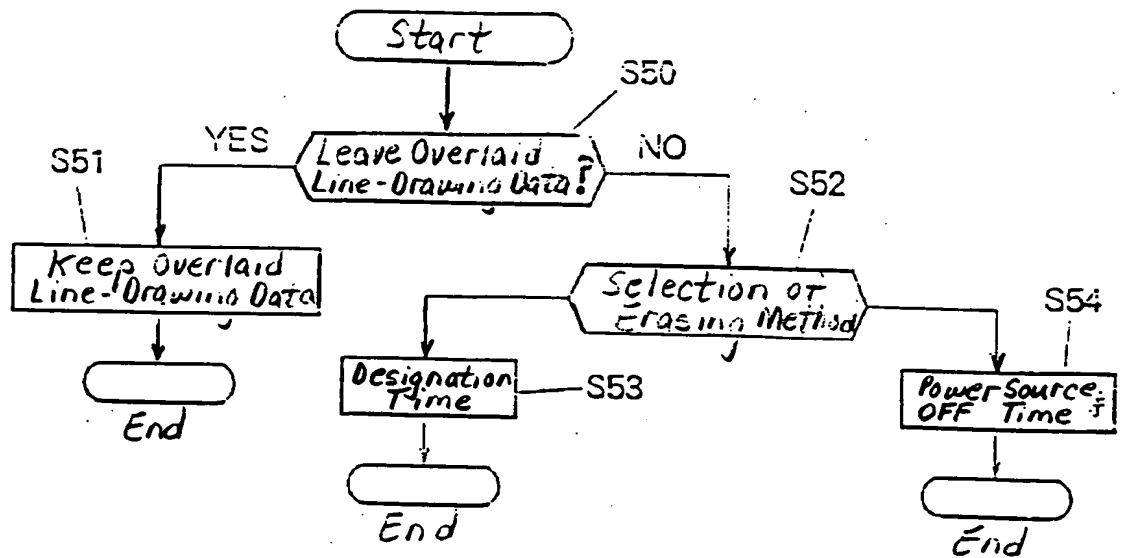 Start
S50
YES
Leave Overlaid
Line-Drawing Data?
NO
S51
S52
Keep Overlaid
Line-Drawing Data
Selection of
Erasing Method
S54
Designation
Time
S53
Power Source
OFF Time
End
End
End